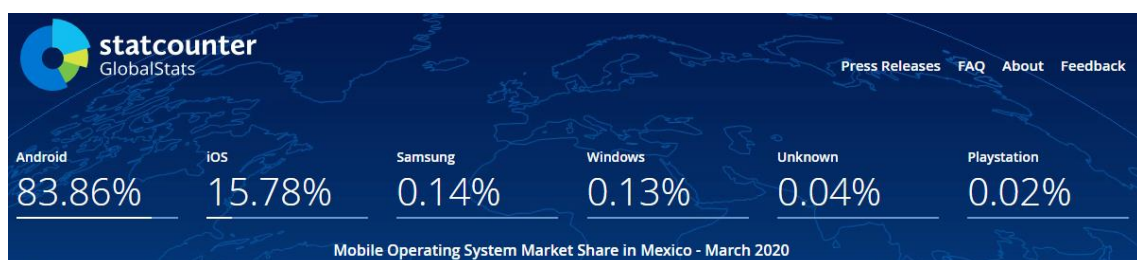 statcounter
GlobalStats
Press Releases FAQ About Feedback
Android iOS Samsung Windows Unknown Playstation
83.86% 15.78% 0.14% 0.13% 0.04% 0.02%
Mobile Operating System Market Share in Mexico - March 2020